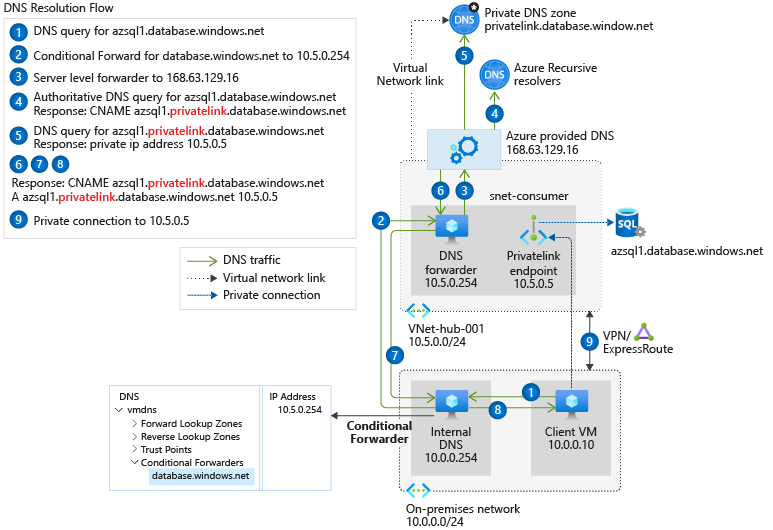 DNS Resolution Flow
1 DNS query for azsql1.database.windows.net
2 Conditional Forward for database.windows.net to 10.5.0.254
3 Server level forwarder to 168.63.129.16
4 Authoritative DNS query for azsql1.database.windows.net
Response: CNAME azsql1.privatelink.database.windows.net
5 DNS query for azsql1.privatelink.database.windows.net
Response: private ip address 10.5.0.5
6 7 8
Response: CNAME azsql1.privatelink.database.windows.net
A azsql1.privatelink.database.windows.net 10.5.0.5
9 Private connection to 10.5.0.5
DNS traffic
Virtual network link
Private connection
DNS
Private DNS zone
privatelink.database.window.net
5
Virtual
Network link
DNS
Azure Recursive
resolvers
4
Azure provided DNS
168.63.129.16
6
3
snet-consumer
2
DNS
forwarder
10.5.0.254
Privatelink
endpoint
10.5.0.5
SQL
azsql1.database.windows.net
VNet-hub-001
10.5.0.0/24
9
VPN/
ExpressRoute
7
1
8
Internal
DNS
10.0.0.254
Client VM
10.0.0.10
Conditional
Forwarder
On-premises network
10.0.0.0/24
DNS
IP Address
vmdns
10.5.0.254
Forward Lookup Zones
Reverse Lookup Zones
Trust Points
Conditional Forwarders
database.windows.net